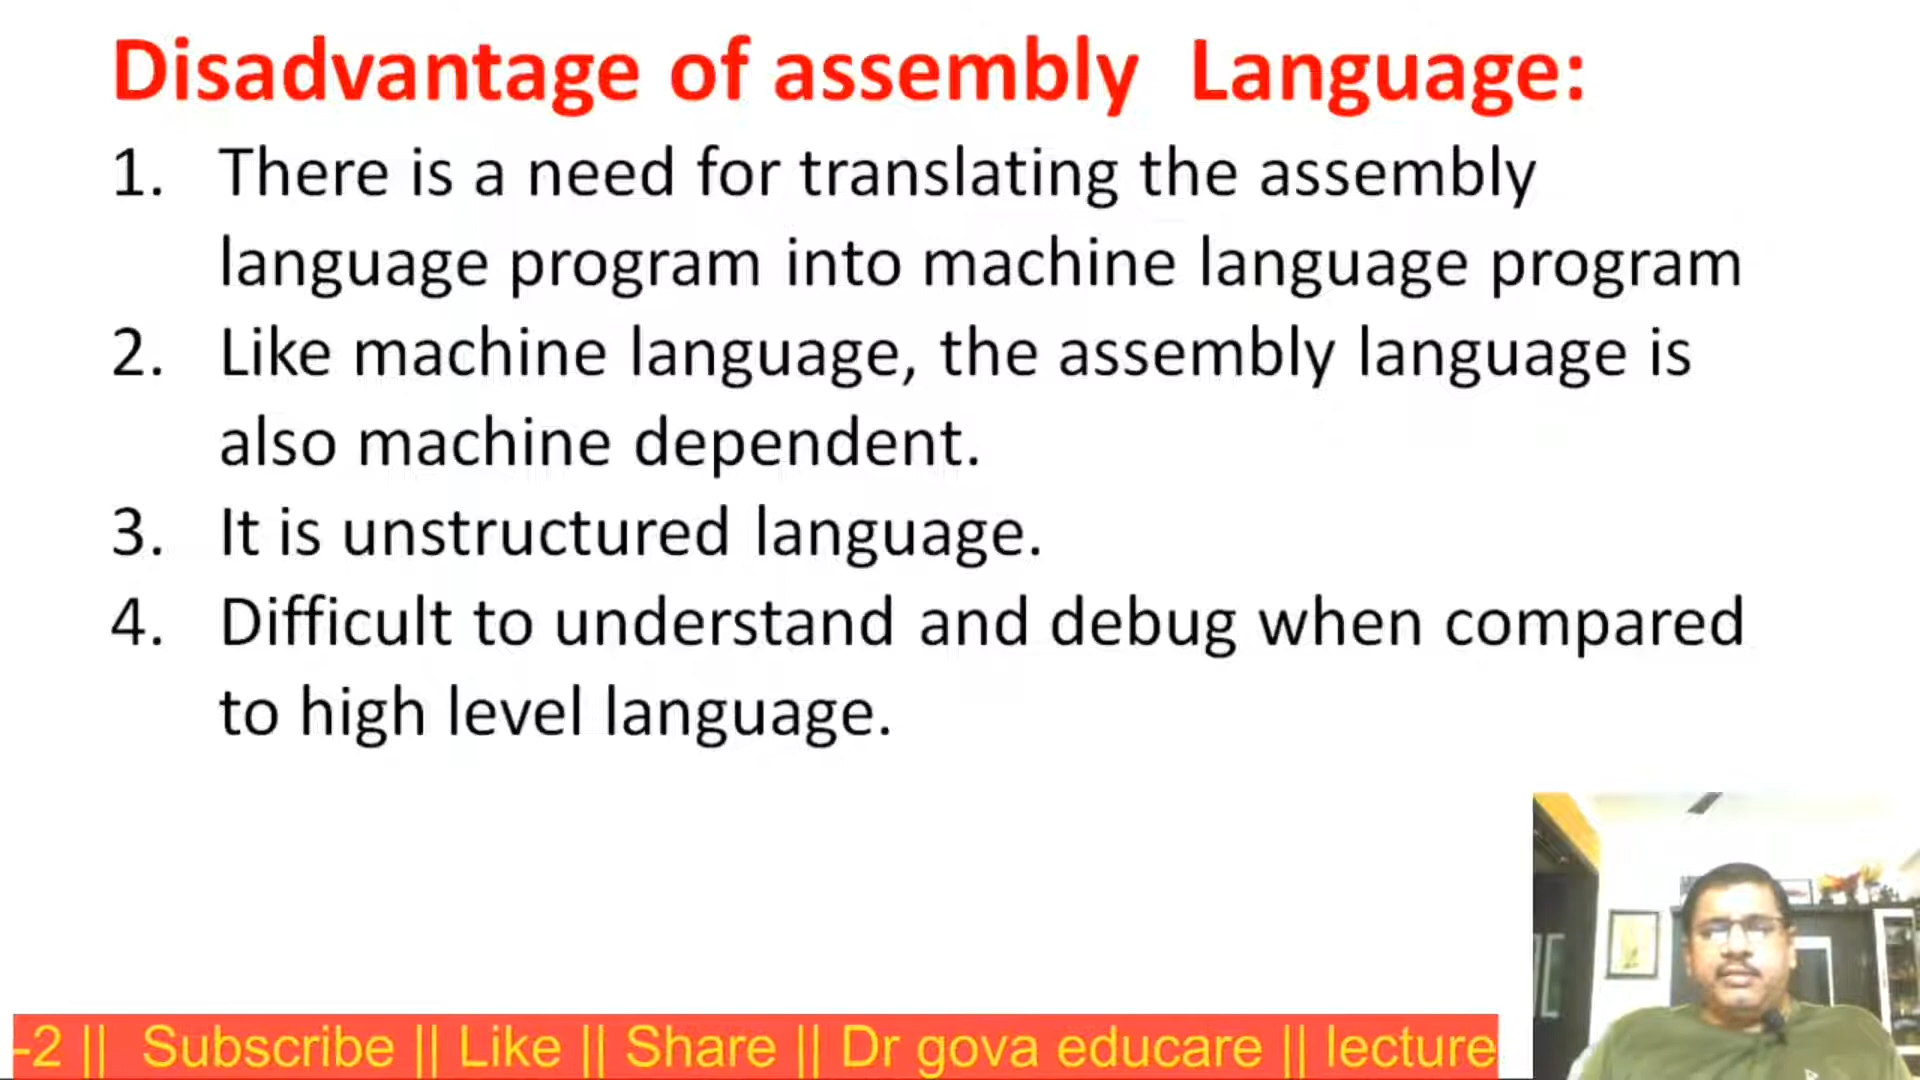 Disadvantage of assembly Language:
1. There is a need for translating the assembly
language program into machine language program
2. Like machine language, the assembly language is
also machine dependent.
3. It is unstructured language.
4. Difficult to understand and debug when compared
to high level language.
-2 || Subscribe || Like || Share || Dr gova educare || lecture